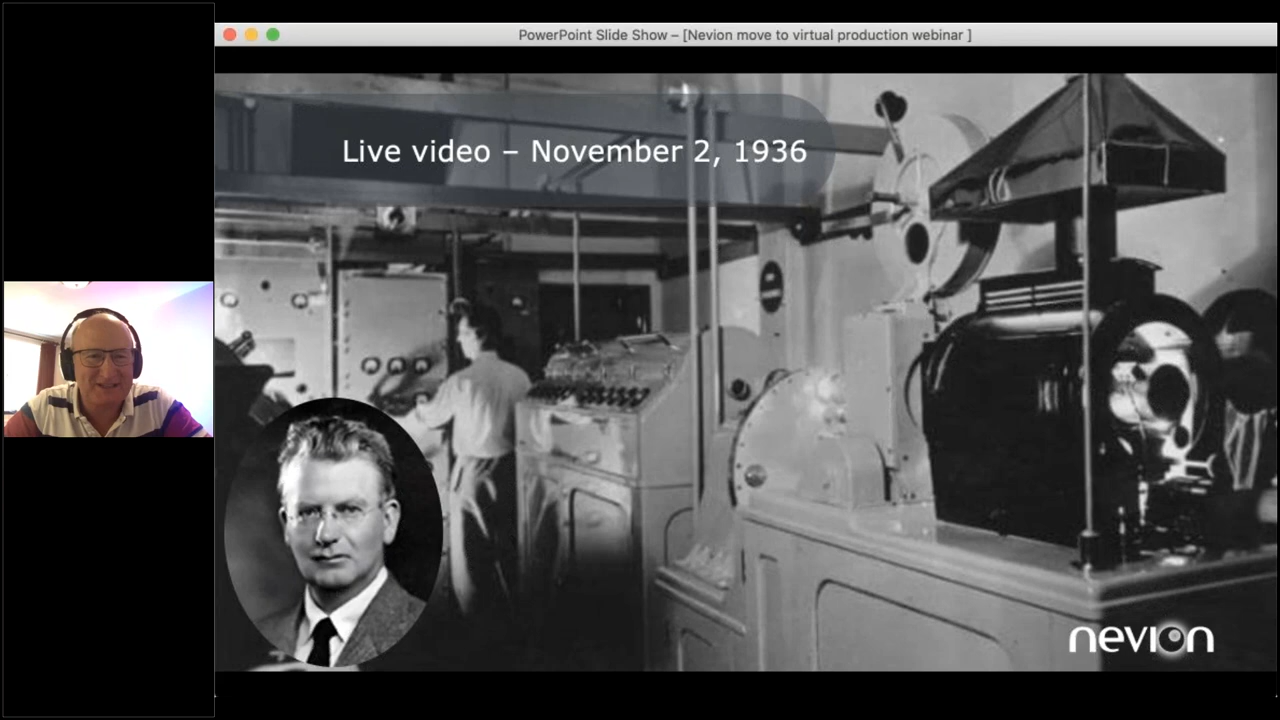 PowerPoint Slide Show – [Nevion move to virtual production webinar ]
Live video – November 2, 1936
nevion